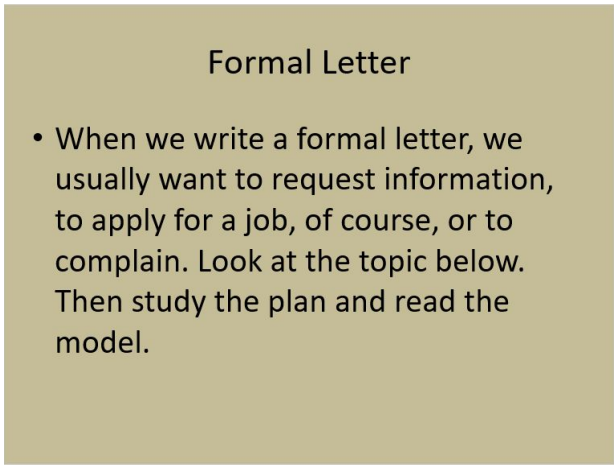 Formal Letter
• When we write a formal letter, we
usually want to request information,
to apply for a job, of course, or to
complain. Look at the topic below.
Then study the plan and read the
model.